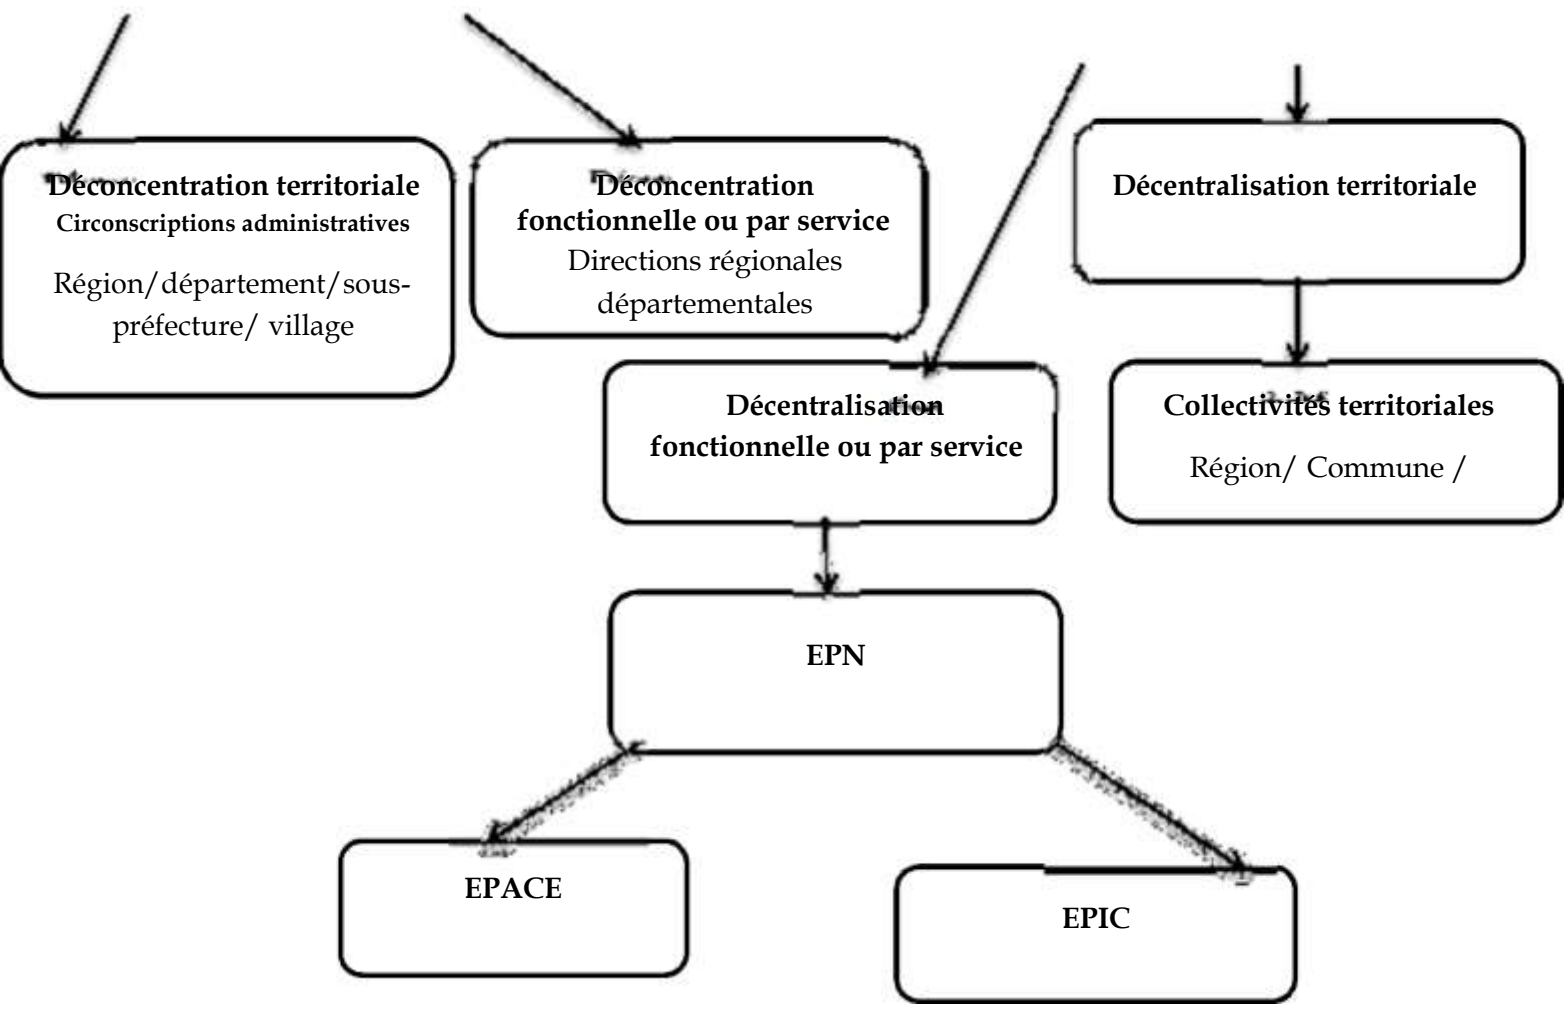 Déconcentration territoriale
Circonscriptions administratives
Région/département/sous-
préfecture/ village
Déconcentration
fonctionnelle ou par service
Directions régionales
départementales
Décentralisation territoriale
Décentralisation
fonctionnelle ou par service
Collectivités territoriales
Région/ Commune /
EPN
EPACE
EPIC